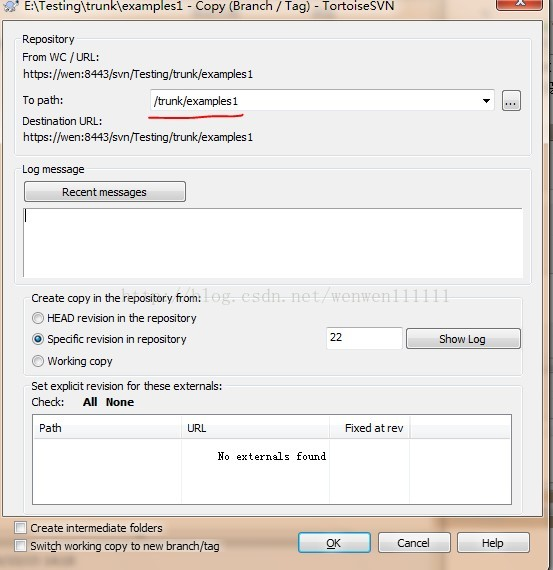 E:\Testing\trunk\examples1 - Copy (Branch / Tag) - TortoiseSVN
Repository
From WC / URL:
https://wen:8443/svn/Testing/trunk/examples1
To path:
/trunk/examples1
...
Destination URL:
https://wen:8443/svn/Testing/trunk/examples1
Log message
Recent messages
http://blog.csdn.net/wenwen111111
Create copy in the repository from:
HEAD revision in the repository
Specific revision in repository
22
Show Log
Working copy
Set explicit revision for these externals:
Check: All None
Path URL Fixed at rev
No externals found
Create intermediate folders
Switch working copy to new branch/tag
OK
Cancel
Help